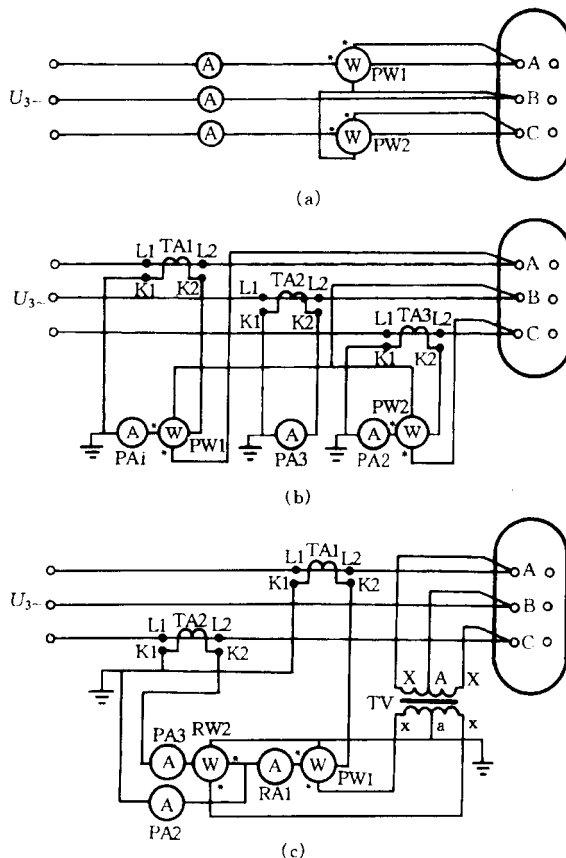 A W PW1 A
U3~ A B
A W PW2 C
(a)
L1 TA1 L2
K1 K2 A
U3~ L1 TA2 L2 B
K1 K2 L1 TA3 L2 C
K1 K2
PW2
A * W PW1 A A * W
* PA1 PA3 PA2 *
(b)
L1 TA1 L2 A
K1 K2
U3~ B
L1 TA2 L2 C
K1 K2
X A X
TV
x a x
PA3 RW2
A W * A * W PW1
* RA1 *
A
PA2
(c)